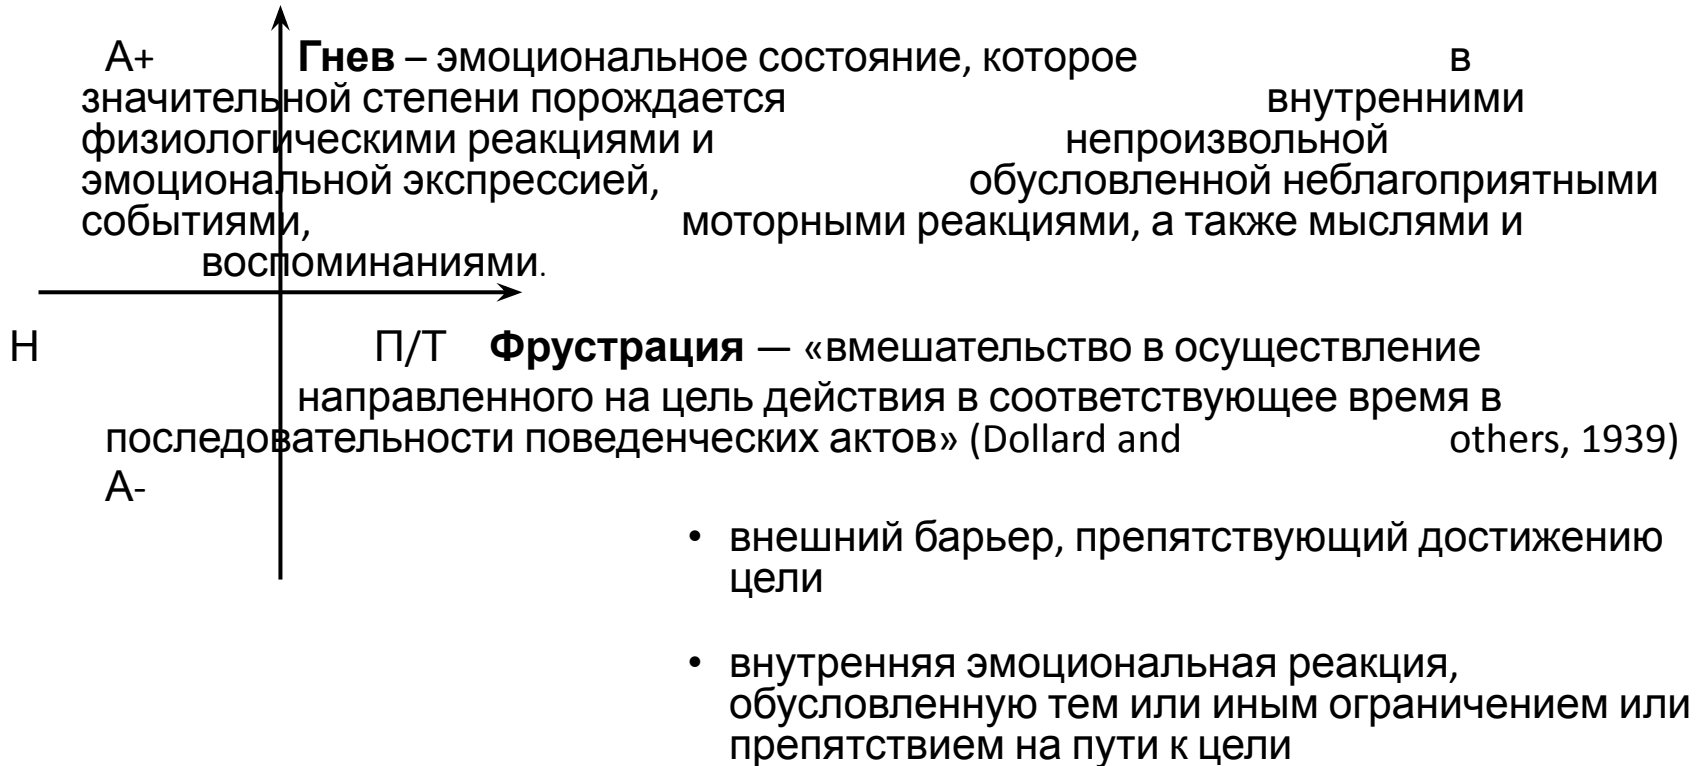 А+ Гнев – эмоциональное состояние, которое в
значительной степени порождается внутренними
физиологическими реакциями и непроизвольной
эмоциональной экспрессией, обусловленной неблагоприятными
событиями, моторными реакциями, а также мыслями и
воспоминаниями.
Н П/Т Фрустрация — «вмешательство в осуществление
направленного на цель действия в соответствующее время в
последовательности поведенческих актов» (Dollard and others, 1939)
А-
• внешний барьер, препятствующий достижению
цели
• внутренняя эмоциональная реакция,
обусловленную тем или иным ограничением или
препятствием на пути к цели